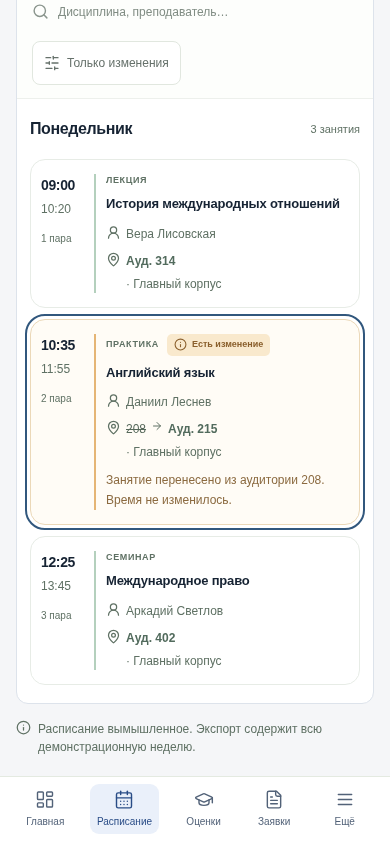 Дисциплина, преподаватель…
Только изменения
Понедельник
3 занятия
09:00
10:20
1 пара
ЛЕКЦИЯ
История международных отношений
Вера Лисовская
Ауд. 314
· Главный корпус
10:35
11:55
2 пара
ПРАКТИКА
Есть изменение
Английский язык
Даниил Леснев
208 → Ауд. 215
· Главный корпус
Занятие перенесено из аудитории 208.
Время не изменилось.
12:25
13:45
3 пара
СЕМИНАР
Международное право
Аркадий Светлов
Ауд. 402
· Главный корпус
Расписание вымышленное. Экспорт содержит всю
демонстрационную неделю.
Главная
Расписание
Оценки
Заявки
Ещё